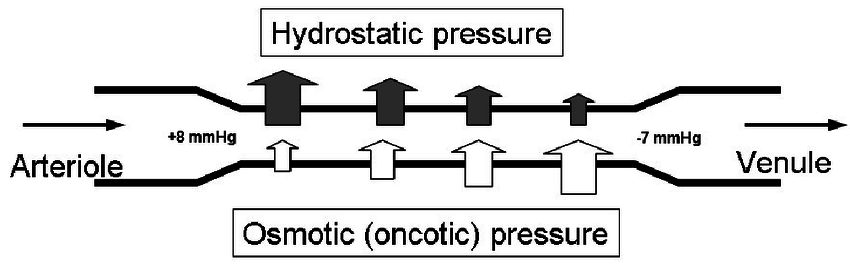 Hydrostatic pressure
+8 mmHg
-7 mmHg
Arteriole
Venule
Osmotic (oncotic) pressure